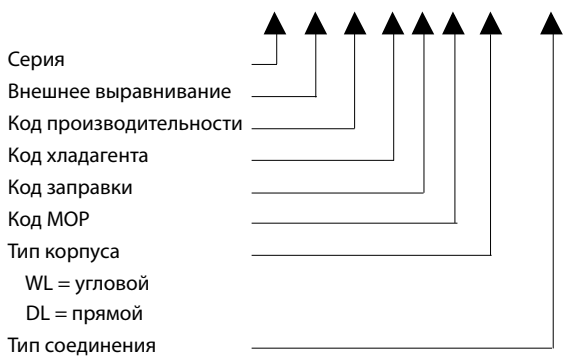 Серия
Внешнее выравнивание
Код производительности
Код хладагента
Код заправки
Код MOP
Тип корпуса
WL = угловой
DL = прямой
Тип соединения